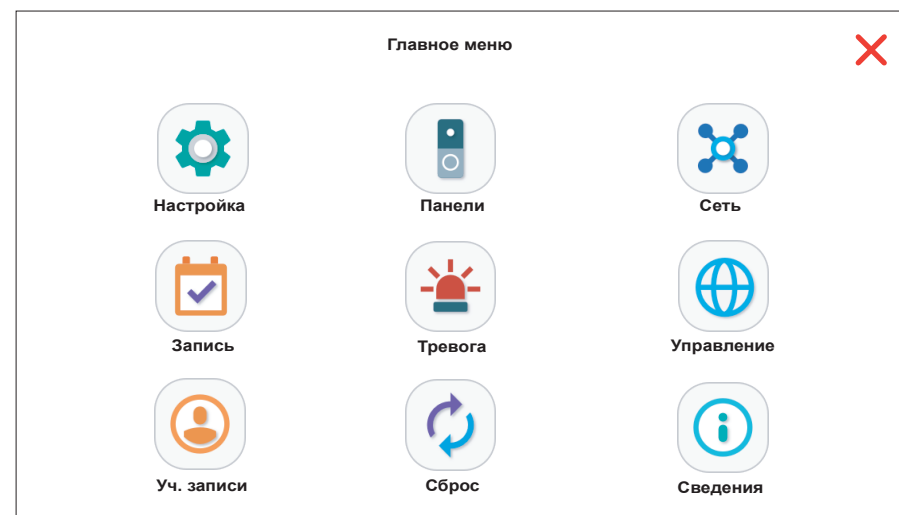 Главное меню
Настройка
Панели
Сеть
Запись
Тревога
Управление
Уч. записи
Сброс
Сведения